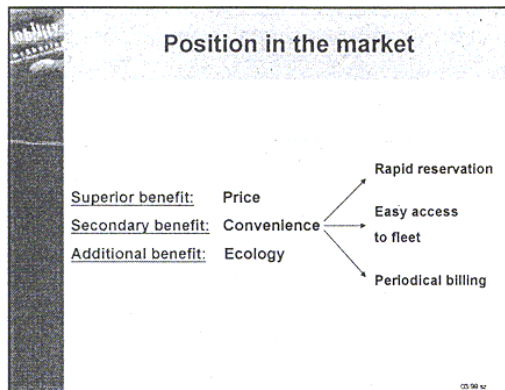 Position in the market
Rapid reservation
Superior benefit: Price
Easy access
to fleet
Secondary benefit: Convenience
Additional benefit: Ecology
Periodical billing